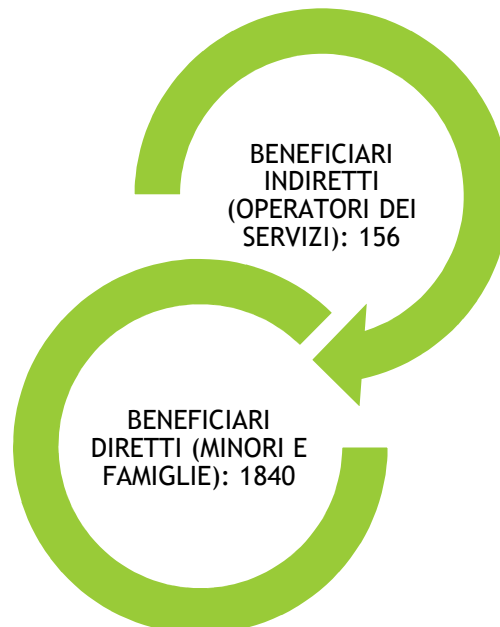 BENEFICIARI
INDIRETTI
(OPERATORI DEI
SERVIZI): 156
BENEFICIARI
DIRETTI (MINORI E
FAMIGLIE): 1840